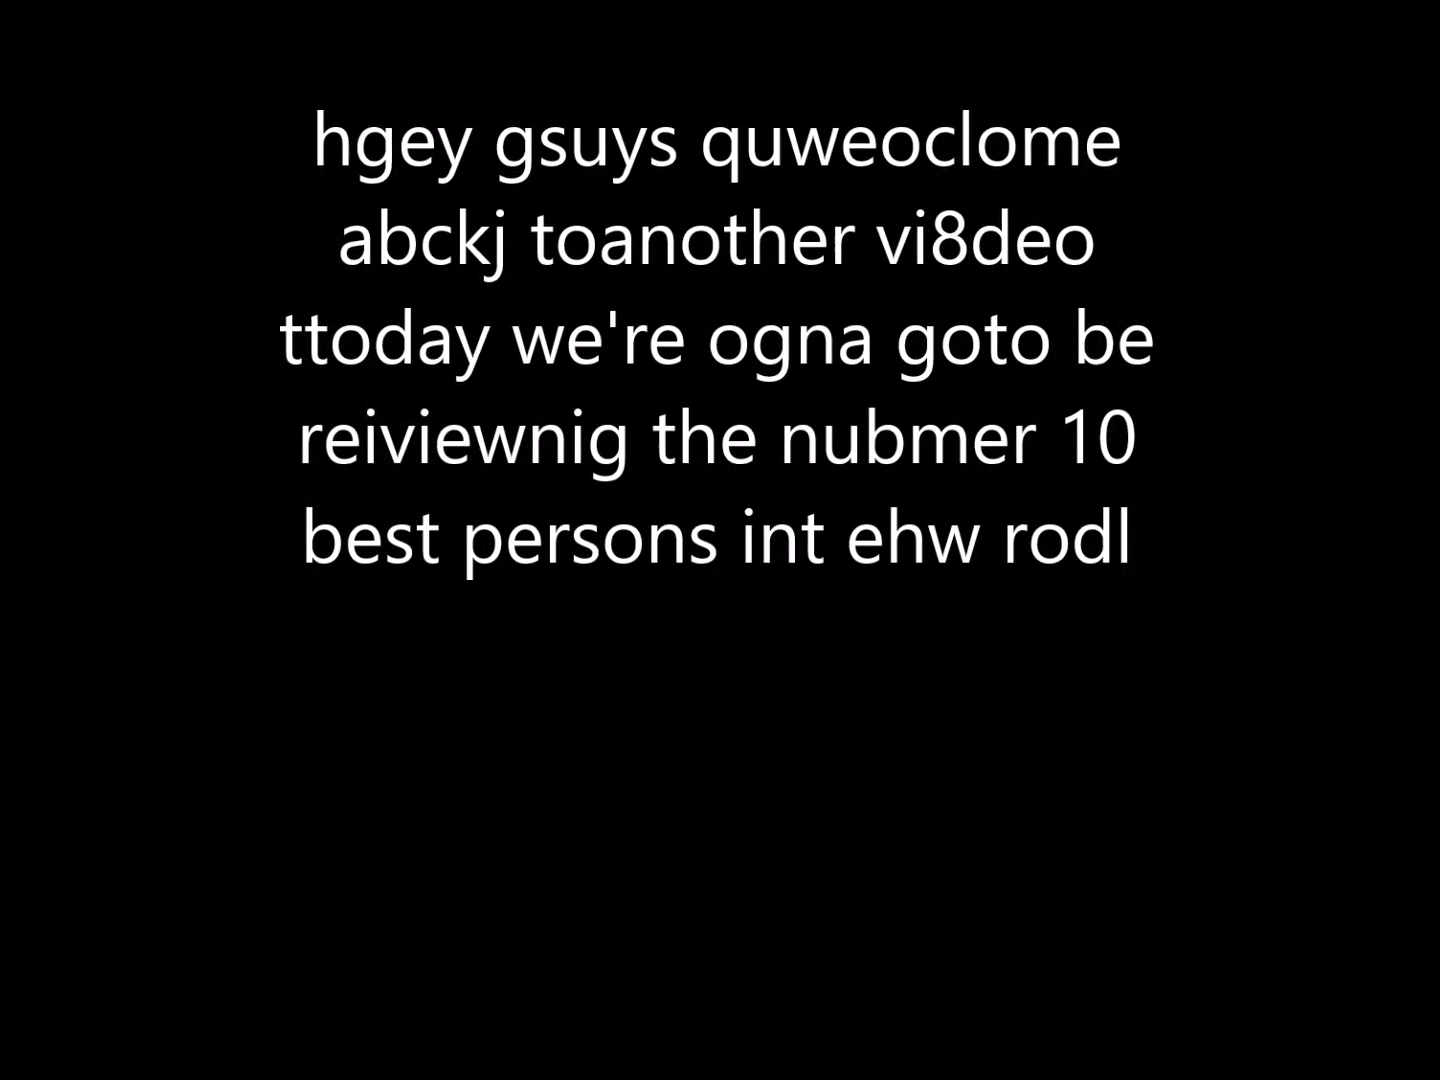 hgey gsuys quweoclome
abckj toanother vi8deo
ttoday we're ogna goto be
reiviewnig the nubmer 10
best persons int ehw rodl